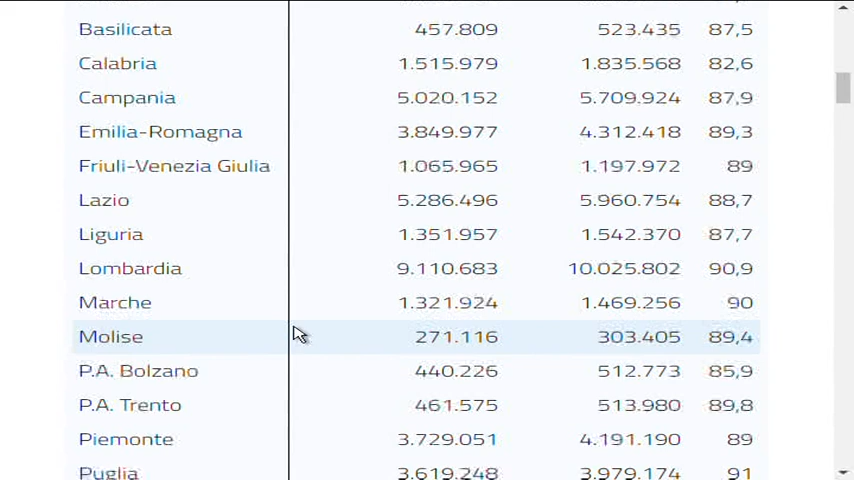 Basilicata 457.809 523.435 87,5
Calabria 1.515.979 1.835.568 82,6
Campania 5.020.152 5.709.924 87,9
Emilia-Romagna 3.849.977 4.312.418 89,3
Friuli-Venezia Giulia 1.065.965 1.197.972 89
Lazio 5.286.496 5.960.754 88,7
Liguria 1.351.957 1.542.370 87,7
Lombardia 9.110.683 10.025.802 90,9
Marche 1.321.924 1.469.256 90
Molise 271.116 303.405 89,4
P.A. Bolzano 440.226 512.773 85,9
P.A. Trento 461.575 513.980 89,8
Piemonte 3.729.051 4.191.190 89
Puglia 3.619.248 3.979.174 91